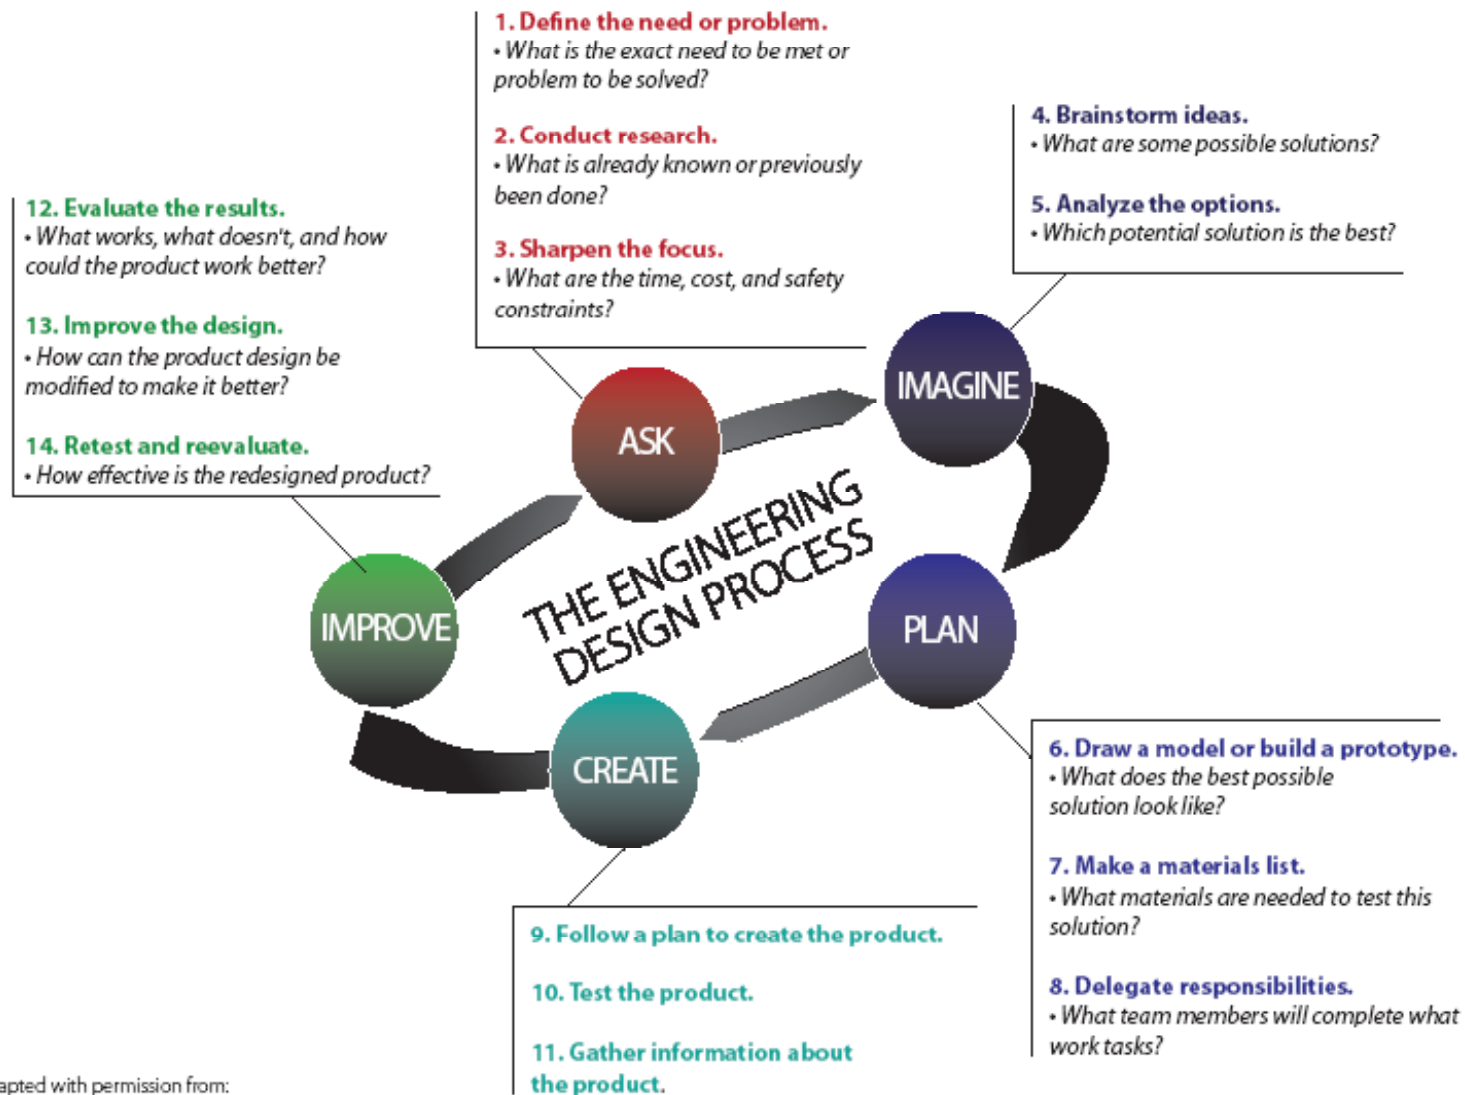 1. Define the need or problem.
• What is the exact need to be met or
problem to be solved?
2. Conduct research.
• What is already known or previously
been done?
3. Sharpen the focus.
• What are the time, cost, and safety
constraints?
4. Brainstorm ideas.
• What are some possible solutions?
5. Analyze the options.
• Which potential solution is the best?
12. Evaluate the results.
• What works, what doesn't, and how
could the product work better?
13. Improve the design.
• How can the product design be
modified to make it better?
14. Retest and reevaluate.
• How effective is the redesigned product?
ASK
IMAGINE
THE ENGINEERING
DESIGN PROCESS
IMPROVE
PLAN
CREATE
6. Draw a model or build a prototype.
• What does the best possible
solution look like?
7. Make a materials list.
• What materials are needed to test this
solution?
8. Delegate responsibilities.
• What team members will complete what
work tasks?
9. Follow a plan to create the product.
10. Test the product.
11. Gather information about
the product.
apted with permission from: